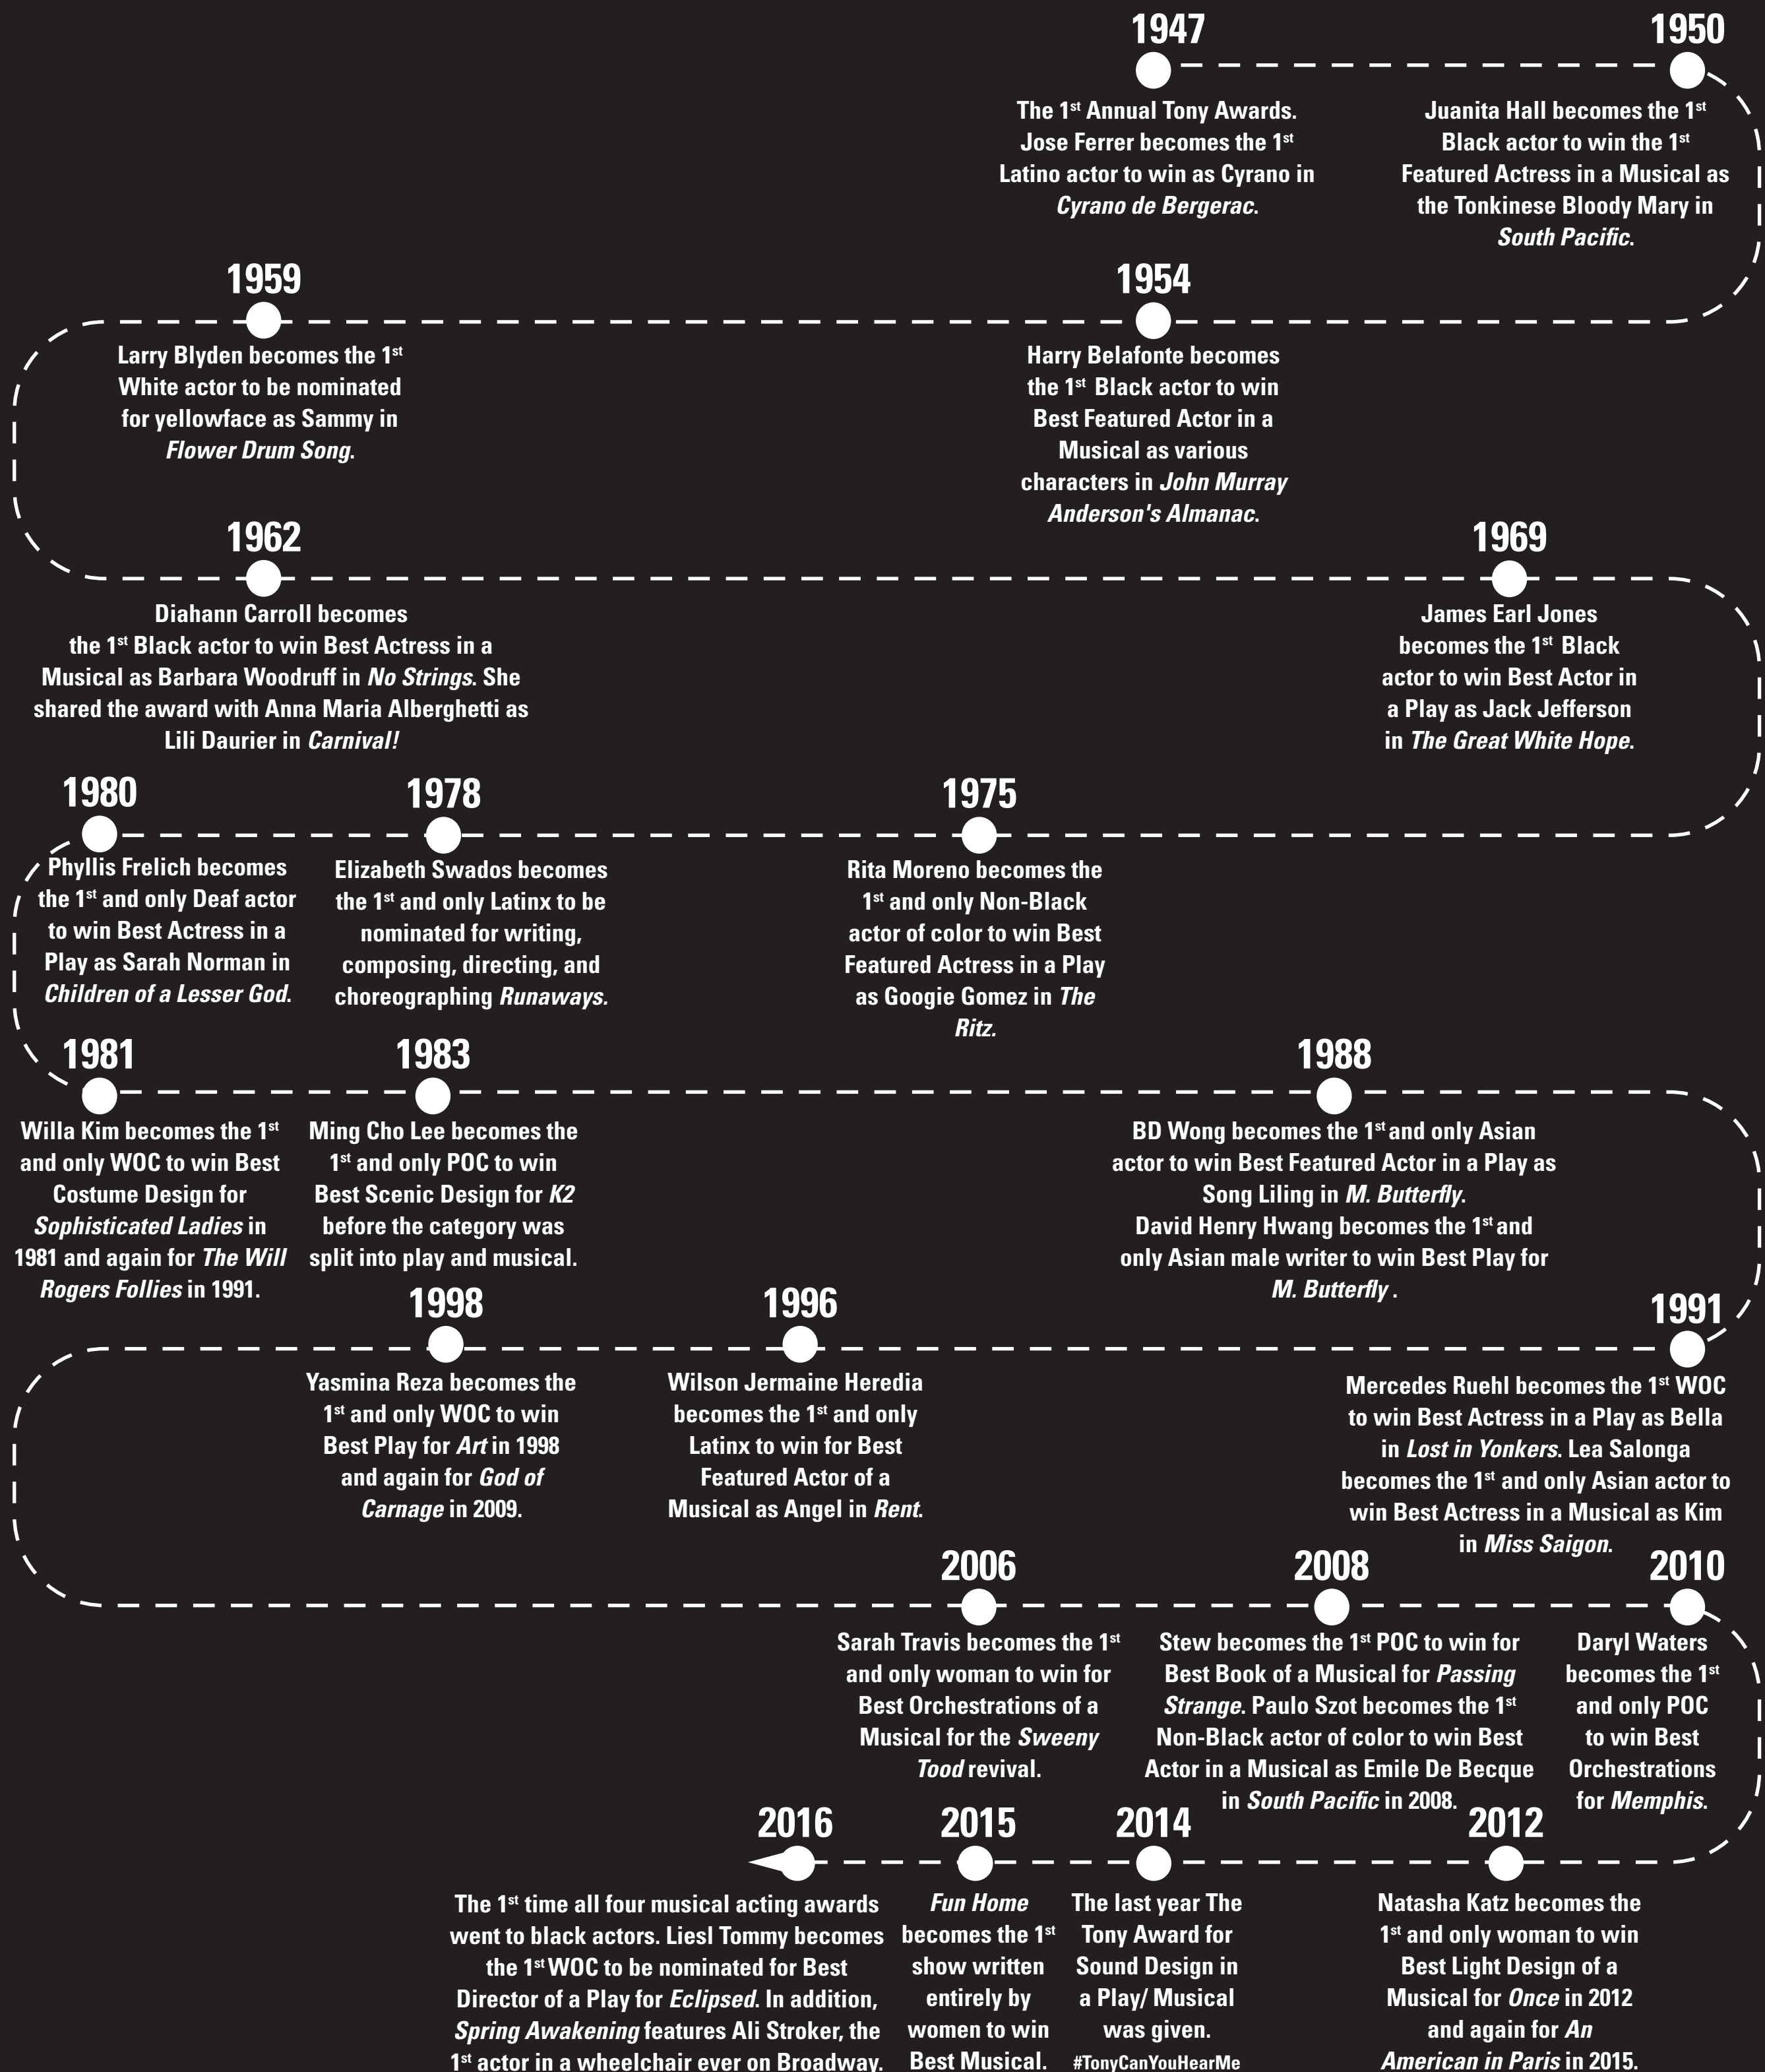 1947
The 1st Annual Tony Awards.
Jose Ferrer becomes the 1st
Latino actor to win as Cyrano in
Cyrano de Bergerac.
1950
Juanita Hall becomes the 1st
Black actor to win the 1st
Featured Actress in a Musical as
the Tonkinese Bloody Mary in
South Pacific.
1954
Harry Belafonte becomes
the 1st Black actor to win
Best Featured Actor in a
Musical as various
characters in John Murray
Anderson's Almanac.
1959
Larry Blyden becomes the 1st
White actor to be nominated
for yellowface as Sammy in
Flower Drum Song.
1962
Diahann Carroll becomes
the 1st Black actor to win Best Actress in a
Musical as Barbara Woodruff in No Strings. She
shared the award with Anna Maria Alberghetti as
Lili Daurier in Carnival!
1969
James Earl Jones
becomes the 1st Black
actor to win Best Actor in
a Play as Jack Jefferson
in The Great White Hope.
1975
Rita Moreno becomes the
1st and only Non-Black
actor of color to win Best
Featured Actress in a Play
as Googie Gomez in The
Ritz.
1978
Elizabeth Swados becomes
the 1st and only Latinx to be
nominated for writing,
composing, directing, and
choreographing Runaways.
1980
Phyllis Frelich becomes
the 1st and only Deaf actor
to win Best Actress in a
Play as Sarah Norman in
Children of a Lesser God.
1981
Willa Kim becomes the 1st
and only WOC to win Best
Costume Design for
Sophisticated Ladies in
1981 and again for The Will
Rogers Follies in 1991.
1983
Ming Cho Lee becomes the
1st and only POC to win
Best Scenic Design for K2
before the category was
split into play and musical.
1988
BD Wong becomes the 1st and only Asian
actor to win Best Featured Actor in a Play as
Song Liling in M. Butterfly.
David Henry Hwang becomes the 1st and
only Asian male writer to win Best Play for
M. Butterfly .
1991
Mercedes Ruehl becomes the 1st WOC
to win Best Actress in a Play as Bella
in Lost in Yonkers. Lea Salonga
becomes the 1st and only Asian actor to
win Best Actress in a Musical as Kim
in Miss Saigon.
1996
Wilson Jermaine Heredia
becomes the 1st and only
Latinx to win for Best
Featured Actor of a
Musical as Angel in Rent.
1998
Yasmina Reza becomes the
1st and only WOC to win
Best Play for Art in 1998
and again for God of
Carnage in 2009.
2006
Sarah Travis becomes the 1st
and only woman to win for
Best Orchestrations of a
Musical for the Sweeny
Tood revival.
2008
Stew becomes the 1st POC to win for
Best Book of a Musical for Passing
Strange. Paulo Szot becomes the 1st
Non-Black actor of color to win Best
Actor in a Musical as Emile De Becque
in South Pacific in 2008.
2010
Daryl Waters
becomes the 1st
and only POC
to win Best
Orchestrations
for Memphis.
2012
Natasha Katz becomes the
1st and only woman to win
Best Light Design of a
Musical for Once in 2012
and again for An
American in Paris in 2015.
2014
The last year The
Tony Award for
Sound Design in
a Play/ Musical
was given.
#TonyCanYouHearMe
2015
Fun Home
becomes the 1st
show written
entirely by
women to win
Best Musical.
2016
The 1st time all four musical acting awards
went to black actors. Liesl Tommy becomes
the 1st WOC to be nominated for Best
Director of a Play for Eclipsed. In addition,
Spring Awakening features Ali Stroker, the
1st actor in a wheelchair ever on Broadway.